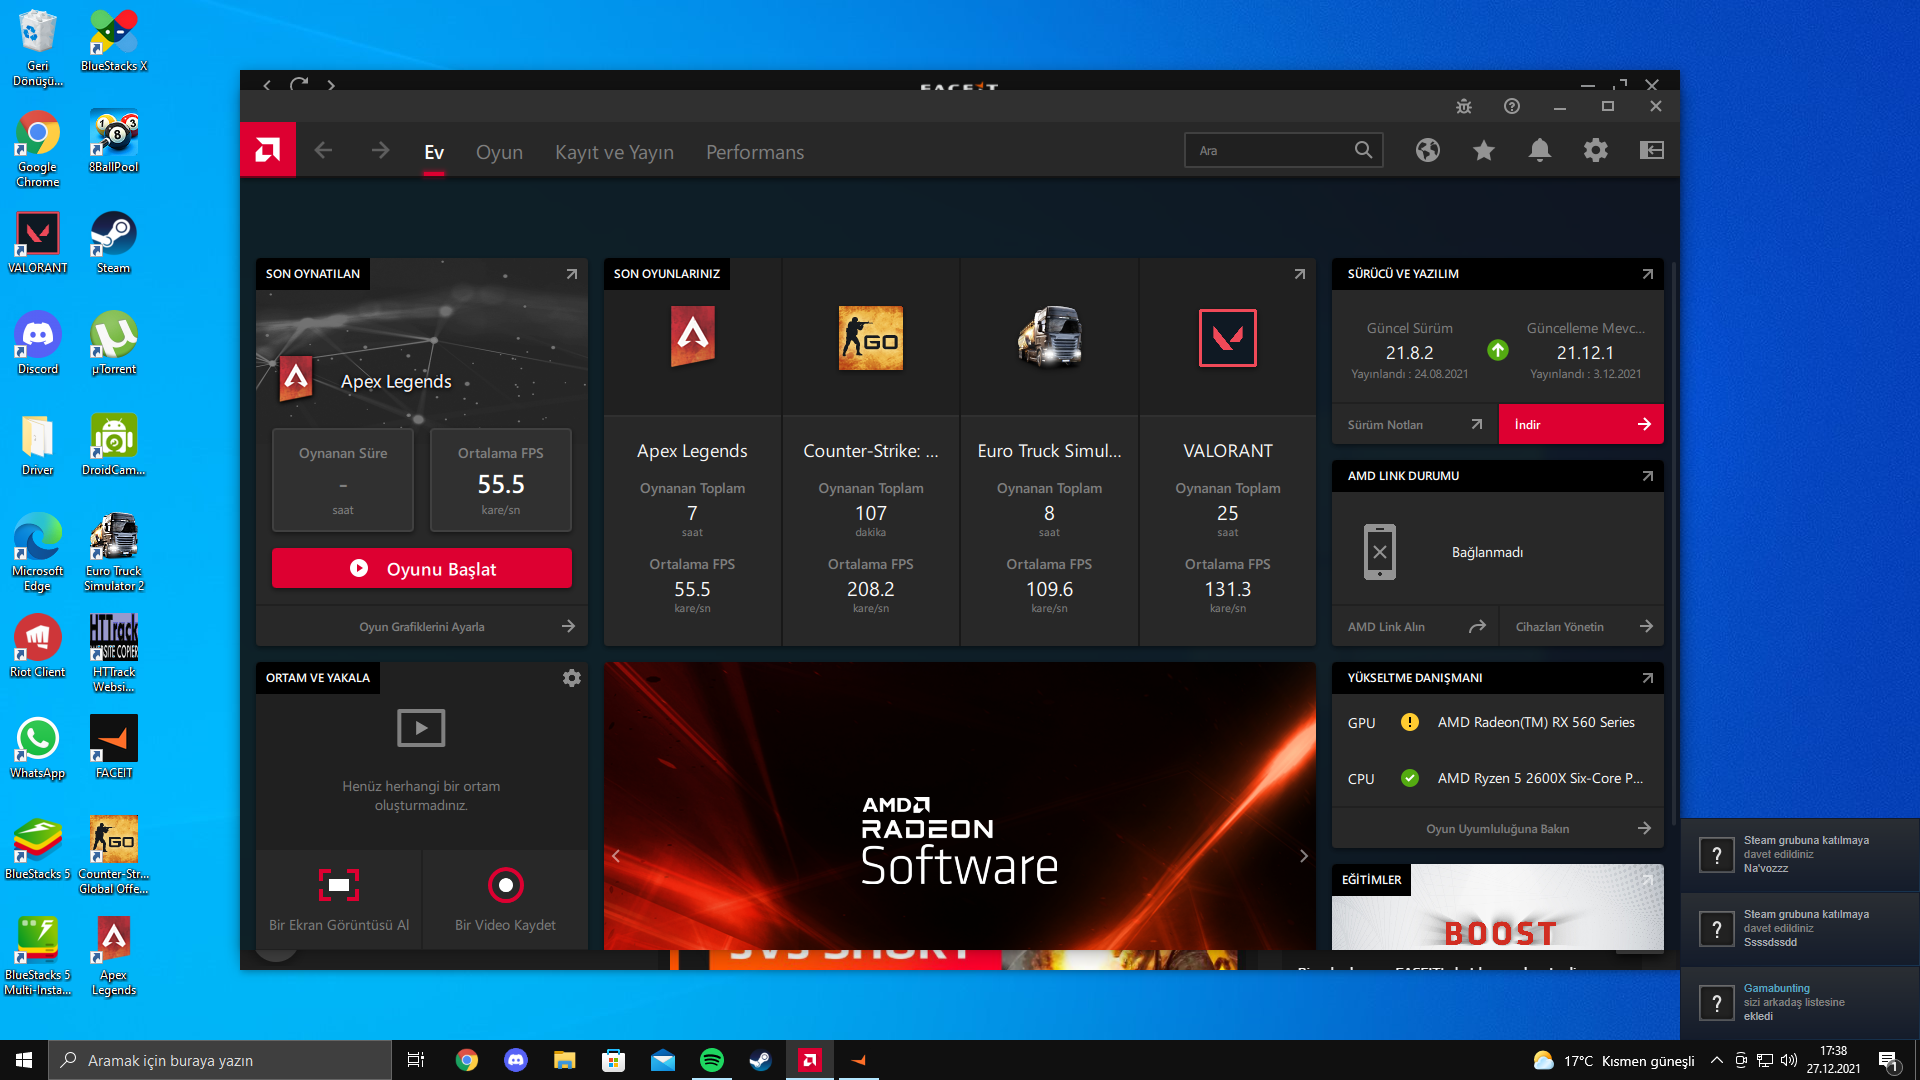 Geri
Dönüşü...
BlueStacks X
Google
Chrome
8BallPool
VALORANT
Steam
Discord
µTorrent
Driver
DroidCam...
Microsoft
Edge
Euro Truck
Simulator 2
Riot Client
HTTrack
WEBSITE COPIER
HTTrack
Websi...
WhatsApp
FACEIT
BlueStacks 5
GO
Counter-Str...
Global Offe...
BlueStacks 5
Multi-Insta...
Apex
Legends
FACEIT
Ev
Oyun
Kayıt ve Yayın
Performans
Ara
SON OYNATILAN
Apex Legends
Oynanan Süre
-
saat
Ortalama FPS
55.5
kare/sn
Oyunu Başlat
Oyun Grafiklerini Ayarla
SON OYUNLARINIZ
GO
Apex Legends
Oynanan Toplam
7
saat
Ortalama FPS
55.5
kare/sn
Counter-Strike: ...
Oynanan Toplam
107
dakika
Ortalama FPS
208.2
kare/sn
Euro Truck Simul...
Oynanan Toplam
8
saat
Ortalama FPS
109.6
kare/sn
VALORANT
Oynanan Toplam
25
saat
Ortalama FPS
131.3
kare/sn
SÜRÜCÜ VE YAZILIM
Güncel Sürüm
21.8.2
Yayınlandı : 24.08.2021
Güncelleme Mevc...
21.12.1
Yayınlandı : 3.12.2021
Sürüm Notları
İndir
AMD LINK DURUMU
Bağlanmadı
AMD Link Alın
Cihazları Yönetin
ORTAM VE YAKALA
Henüz herhangi bir ortam
oluşturmadınız.
Bir Ekran Görüntüsü Al
Bir Video Kaydet
AMD
RADEON
Software
YÜKSELTME DANIŞMANI
GPU
AMD Radeon(TM) RX 560 Series
CPU
AMD Ryzen 5 2600X Six-Core P...
Oyun Uyumluluğuna Bakın
EĞİTİMLER
BOOST
Steam grubuna katılmaya
davet edildiniz
Na'vozzz
Steam grubuna katılmaya
davet edildiniz
Ssssdssdd
Gamabunting
sizi arkadaş listesine
ekledi
Aramak için buraya yazın
17°C Kısmen güneşli
17:38
27.12.2021
1